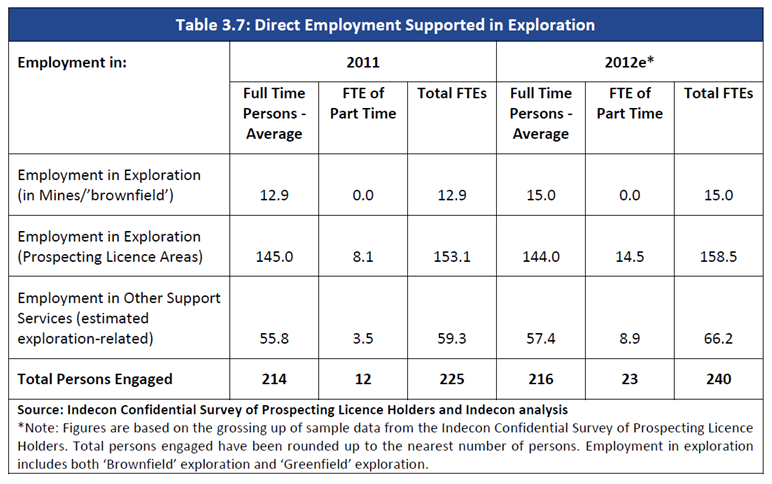 Table 3.7: Direct Employment Supported in Exploration
Employment in: 2011 2012e*
Full Time Persons - Average FTE of Part Time Total FTEs Full Time Persons - Average FTE of Part Time Total FTEs
Employment in Exploration
(in Mines/’brownfield’) 12.9 0.0 12.9 15.0 0.0 15.0
Employment in Exploration
(Prospecting Licence Areas) 145.0 8.1 153.1 144.0 14.5 158.5
Employment in Other Support
Services (estimated
exploration-related) 55.8 3.5 59.3 57.4 8.9 66.2
Total Persons Engaged 214 12 225 216 23 240
Source: Indecon Confidential Survey of Prospecting Licence Holders and Indecon analysis
*Note: Figures are based on the grossing up of sample data from the Indecon Confidential Survey of Prospecting Licence
Holders. Total persons engaged have been rounded up to the nearest number of persons. Employment in exploration
includes both ‘Brownfield’ exploration and ‘Greenfield’ exploration.